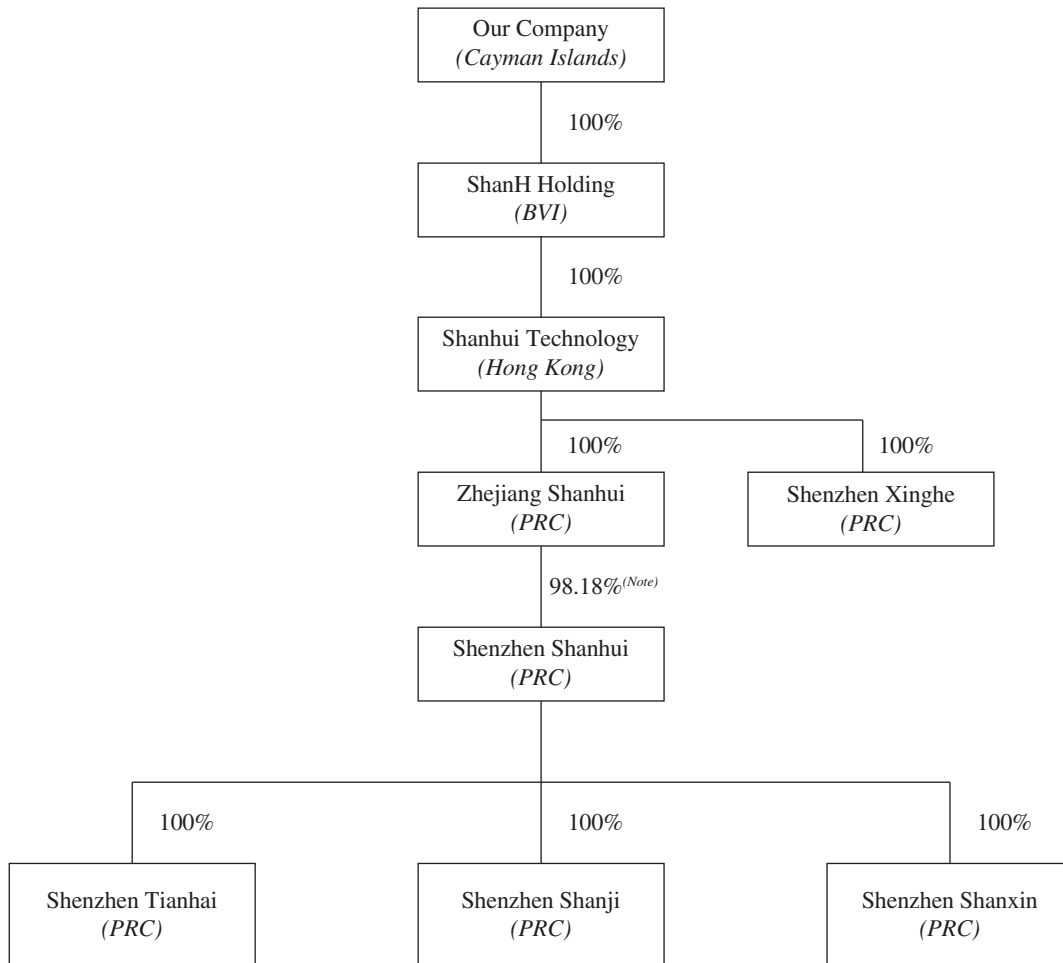 Our Company
(Cayman Islands)
100%
ShanH Holding
(BVI)
100%
Shanhui Technology
(Hong Kong)
100%
100%
Zhejiang Shanhui
(PRC)
Shenzhen Xinghe
(PRC)
98.18%(Note)
Shenzhen Shanhui
(PRC)
100%
100%
100%
Shenzhen Tianhai
(PRC)
Shenzhen Shanji
(PRC)
Shenzhen Shanxin
(PRC)